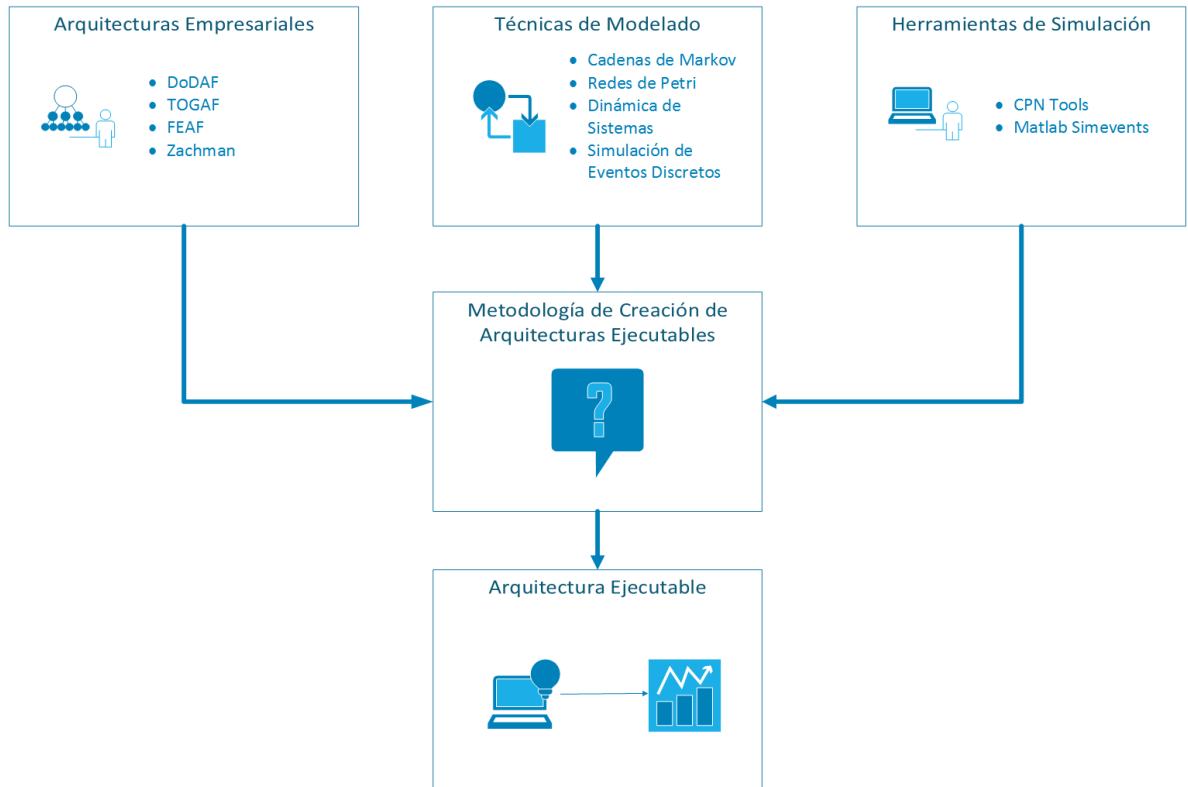 Arquitecturas Empresariales
• DoDAF
• TOGAF
• FEAF
• Zachman
Técnicas de Modelado
• Cadenas de Markov
• Redes de Petri
• Dinámica de
Sistemas
• Simulación de
Eventos Discretos
Herramientas de Simulación
• CPN Tools
• Matlab Simevents
Metodología de Creación de
Arquitecturas Ejecutables
?
Arquitectura Ejecutable